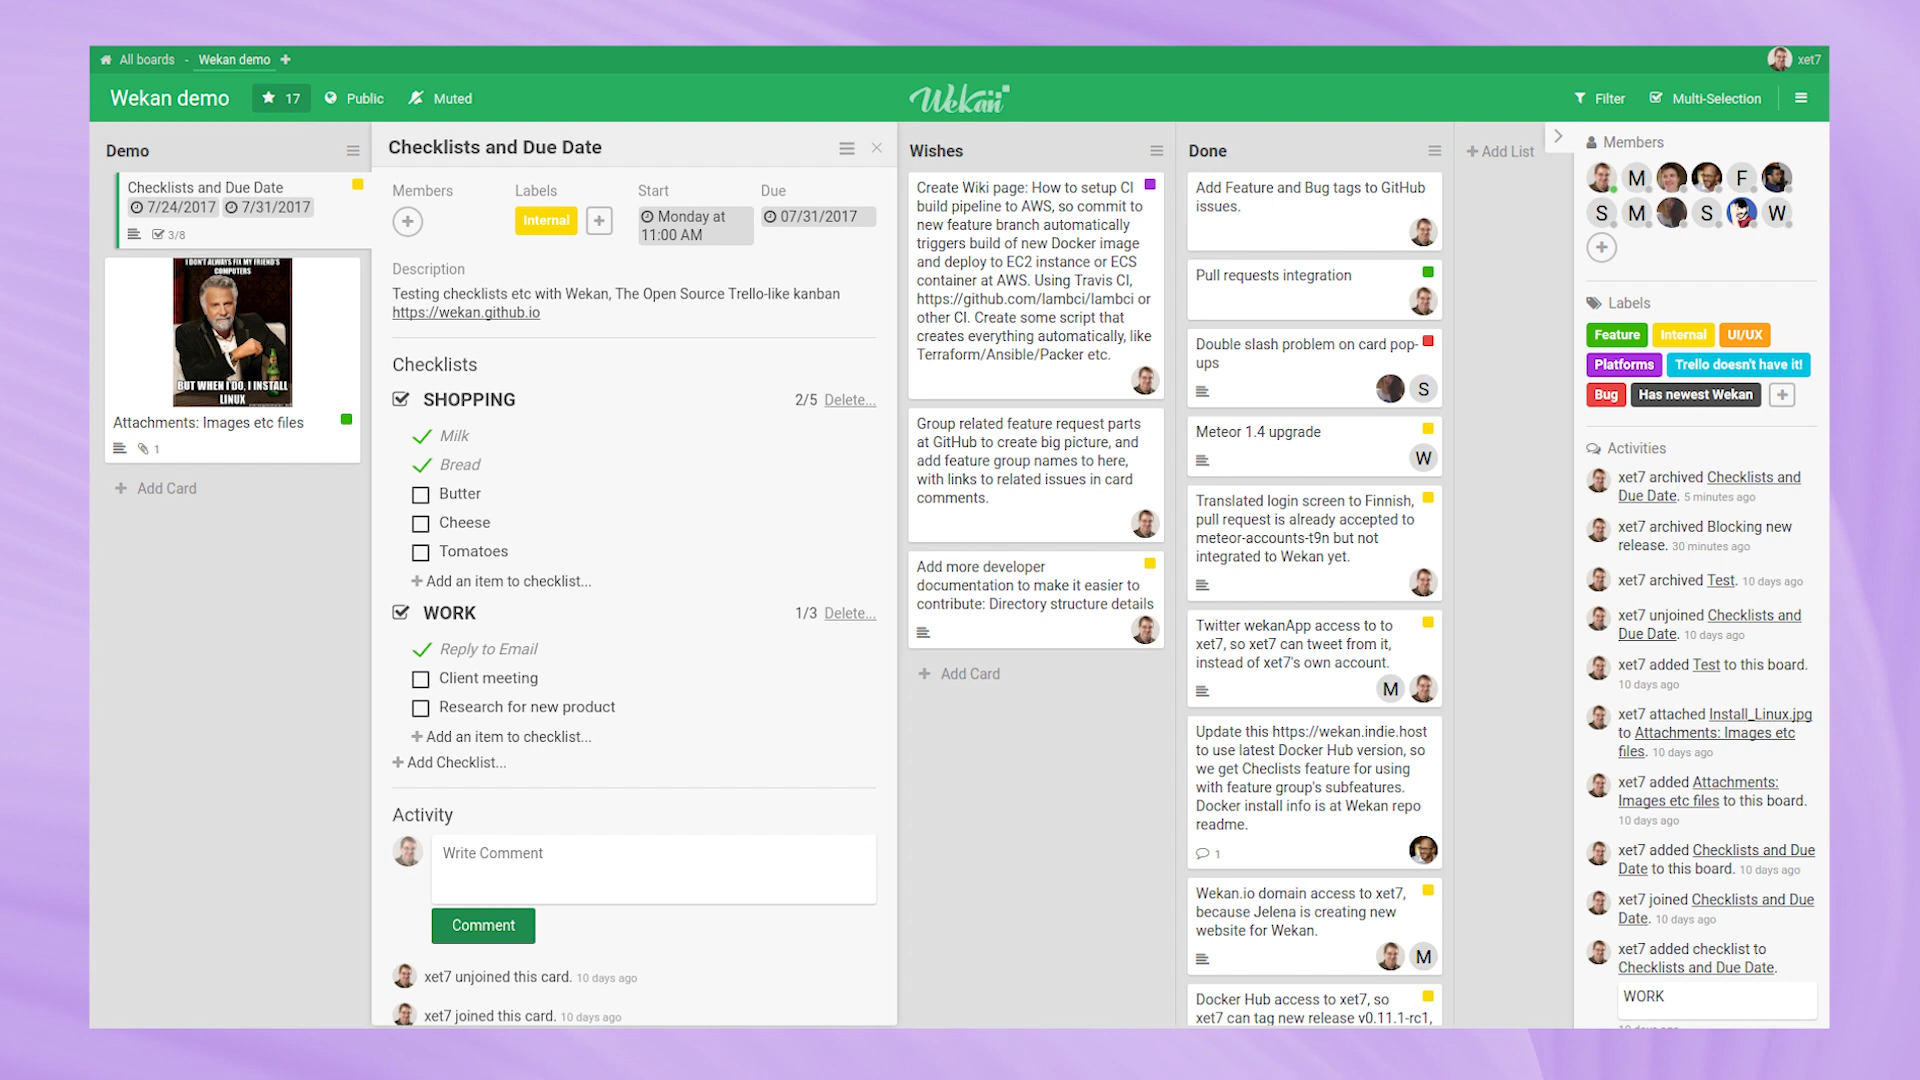 All boards - Wekan demo
xet7
Wekan demo
17
Public
Muted
Wekan
Filter
Multi-Selection
Demo
Checklists and Due Date
7/24/2017 7/31/2017
3/8
I DON'T ALWAYS FIX MY FRIEND'S
COMPUTERS
BUT WHEN I DO, I INSTALL
LINUX
Attachments: Images etc files
1
Add Card
Checklists and Due Date
Members
Labels
Start
Due
Internal
Monday at
11:00 AM
07/31/2017
Description
Testing checklists etc with Wekan, The Open Source Trello-like kanban
https://wekan.github.io
Checklists
SHOPPING
2/5 Delete...
Milk
Bread
Butter
Cheese
Tomatoes
Add an item to checklist...
WORK
1/3 Delete...
Reply to Email
Client meeting
Research for new product
Add an item to checklist...
Add Checklist...
Activity
Write Comment
Comment
xet7 unjoined this card. 10 days ago
xet7 joined this card. 10 days ago
Wishes
Create Wiki page: How to setup CI
build pipeline to AWS, so commit to
new feature branch automatically
triggers build of new Docker image
and deploy to EC2 instance or ECS
container at AWS. Using Travis CI,
https://github.com/lambci/lambci or
other CI. Create some script that
creates everything automatically, like
Terraform/Ansible/Packer etc.
Group related feature request parts
at GitHub to create big picture, and
add feature group names to here,
with links to related issues in card
comments.
Add more developer
documentation to make it easier to
contribute: Directory structure details
Add Card
Done
Add Feature and Bug tags to GitHub
issues.
Pull requests integration
Double slash problem on card pop-
ups
S
Meteor 1.4 upgrade
W
Translated login screen to Finnish,
pull request is already accepted to
meteor-accounts-t9n but not
integrated to Wekan yet.
Twitter wekanApp access to to
xet7, so xet7 can tweet from it,
instead of xet7's own account.
M
Update this https://wekan.indie.host
to use latest Docker Hub version, so
we get Checlists feature for using
with feature group's subfeatures.
Docker install info is at Wekan repo
readme.
1
Wekan.io domain access to xet7,
because Jelena is creating new
website for Wekan.
M
Docker Hub access to xet7, so
xet7 can tag new release v0.11.1-rc1,
Add List
Members
M F
S M S W
Labels
Feature Internal UI/UX
Platforms Trello doesn't have it!
Bug Has newest Wekan
Activities
xet7 archived Checklists and
Due Date. 5 minutes ago
xet7 archived Blocking new
release. 30 minutes ago
xet7 archived Test. 10 days ago
xet7 unjoined Checklists and
Due Date. 10 days ago
xet7 added Test to this board.
10 days ago
xet7 attached Install_Linux.jpg
to Attachments: Images etc
files. 10 days ago
xet7 added Attachments:
Images etc files to this board.
10 days ago
xet7 added Checklists and Due
Date to this board. 10 days ago
xet7 joined Checklists and Due
Date. 10 days ago
xet7 added checklist to
Checklists and Due Date.
WORK